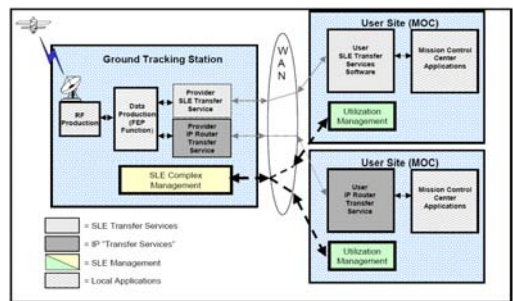 Ground Tracking Station
RF
Production
Data
Production
(FEP
Function)
Provider
SLE Transfer
Service
Provider
IP Router
Transfer
Service
SLE Complex
Management
WAN
User Site (MOC)
User
SLE Transfer
Services
Software
Mission Control
Center
Applications
Utilization
Management
User Site (MOC)
User
IP Router
Transfer
Service
Mission Control
Center
Applications
Utilization
Management
= SLE Transfer Services
= IP "Transfer Services"
= SLE Management
= Local Applications